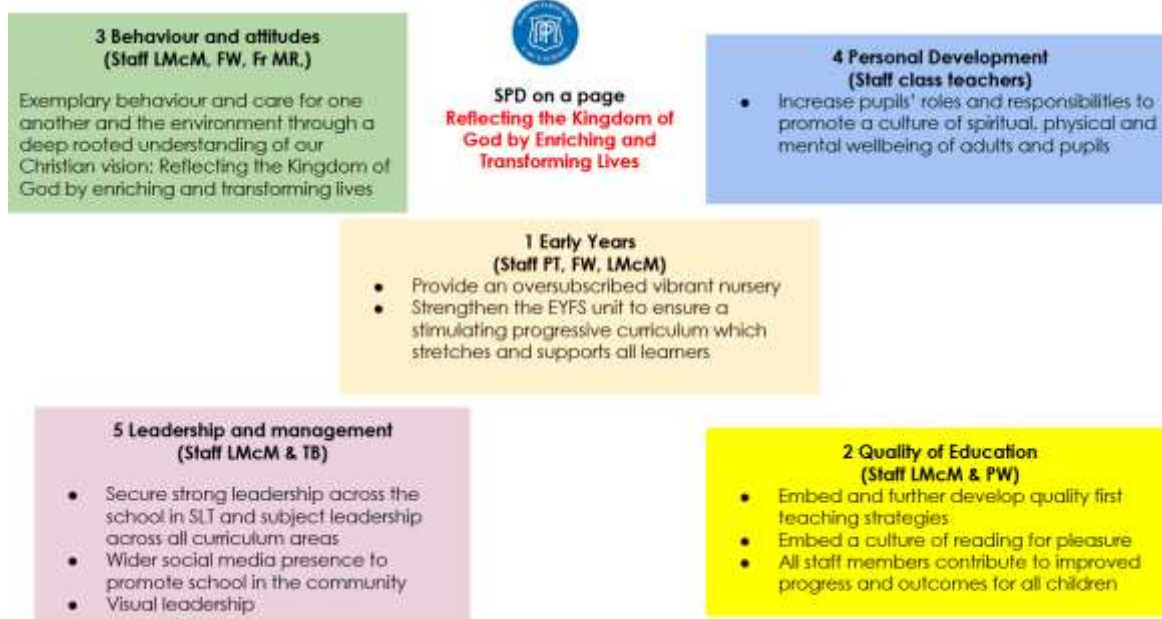 3 Behaviour and attitudes
(Staff LMcM, FW, Fr MR.)
Exemplary behaviour and care for one
another and the environment through a
deep rooted understanding of our
Christian vision: Reflecting the Kingdom of
God by enriching and transforming lives
SPD on a page
Reflecting the Kingdom of
God by Enriching and
Transforming Lives
4 Personal Development
(Staff class teachers)
● Increase pupils' roles and responsibilities to
promote a culture of spiritual, physical and
mental wellbeing of adults and pupils
1 Early Years
(Staff PT, FW, LMcM)
● Provide an oversubscribed vibrant nursery
● Strengthen the EYFS unit to ensure a
stimulating progressive curriculum which
stretches and supports all learners
5 Leadership and management
(Staff LMcM & TB)
● Secure strong leadership across the
school in SLT and subject leadership
across all curriculum areas
● Wider social media presence to
promote school in the community
● Visual leadership
2 Quality of Education
(Staff LMcM & PW)
● Embed and further develop quality first
teaching strategies
● Embed a culture of reading for pleasure
● All staff members contribute to improved
progress and outcomes for all children